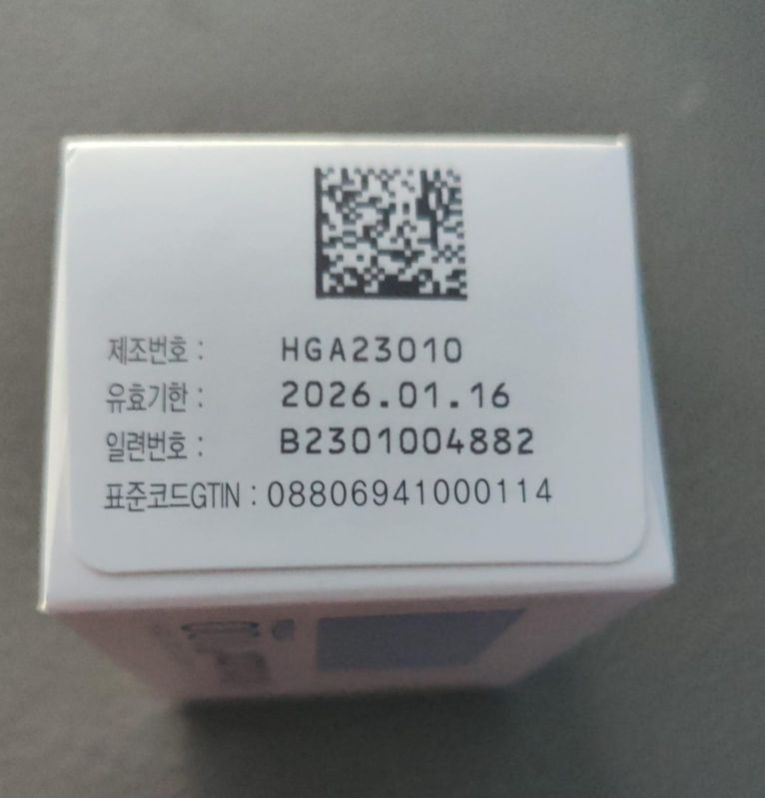 제조번호 : HGA23010
유효기한 : 2026.01.16
일련번호 : B2301004882
표준코드GTIN : 08806941000114